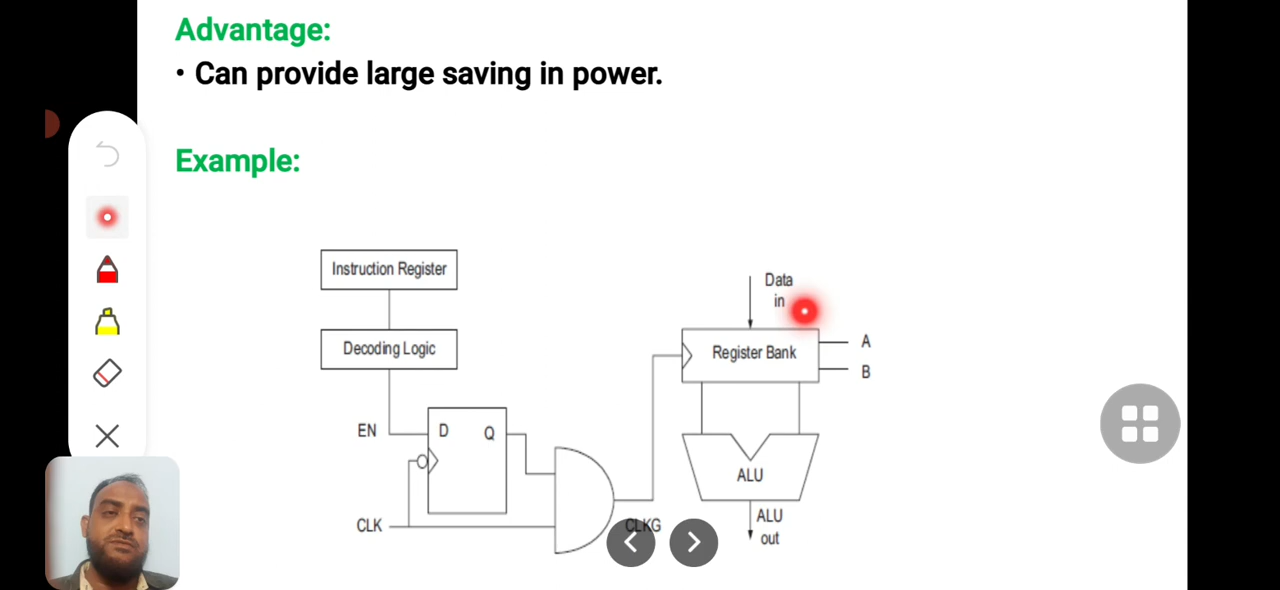 Advantage:
• Can provide large saving in power.
Example:
Instruction Register
Decoding Logic
EN
D Q
CLK
CLKG
Data
in
Register Bank
A
B
ALU
ALU
out